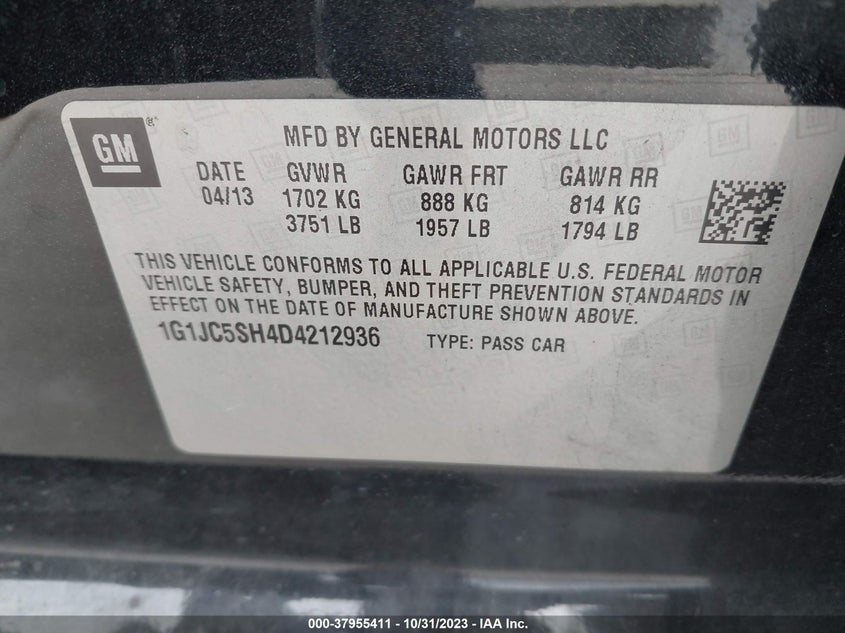 GM
MFD BY GENERAL MOTORS LLC
DATE GVWR GAWR FRT GAWR RR
04/13 1702 KG 888 KG 814 KG
3751 LB 1957 LB 1794 LB
THIS VEHICLE CONFORMS TO ALL APPLICABLE U.S. FEDERAL MOTOR
VEHICLE SAFETY, BUMPER, AND THEFT PREVENTION STANDARDS IN
EFFECT ON THE DATE OF MANUFACTURE SHOWN ABOVE.
1G1JC5SH4D4212936 TYPE: PASS CAR
000-37955411 - 10/31/2023 - IAA Inc.